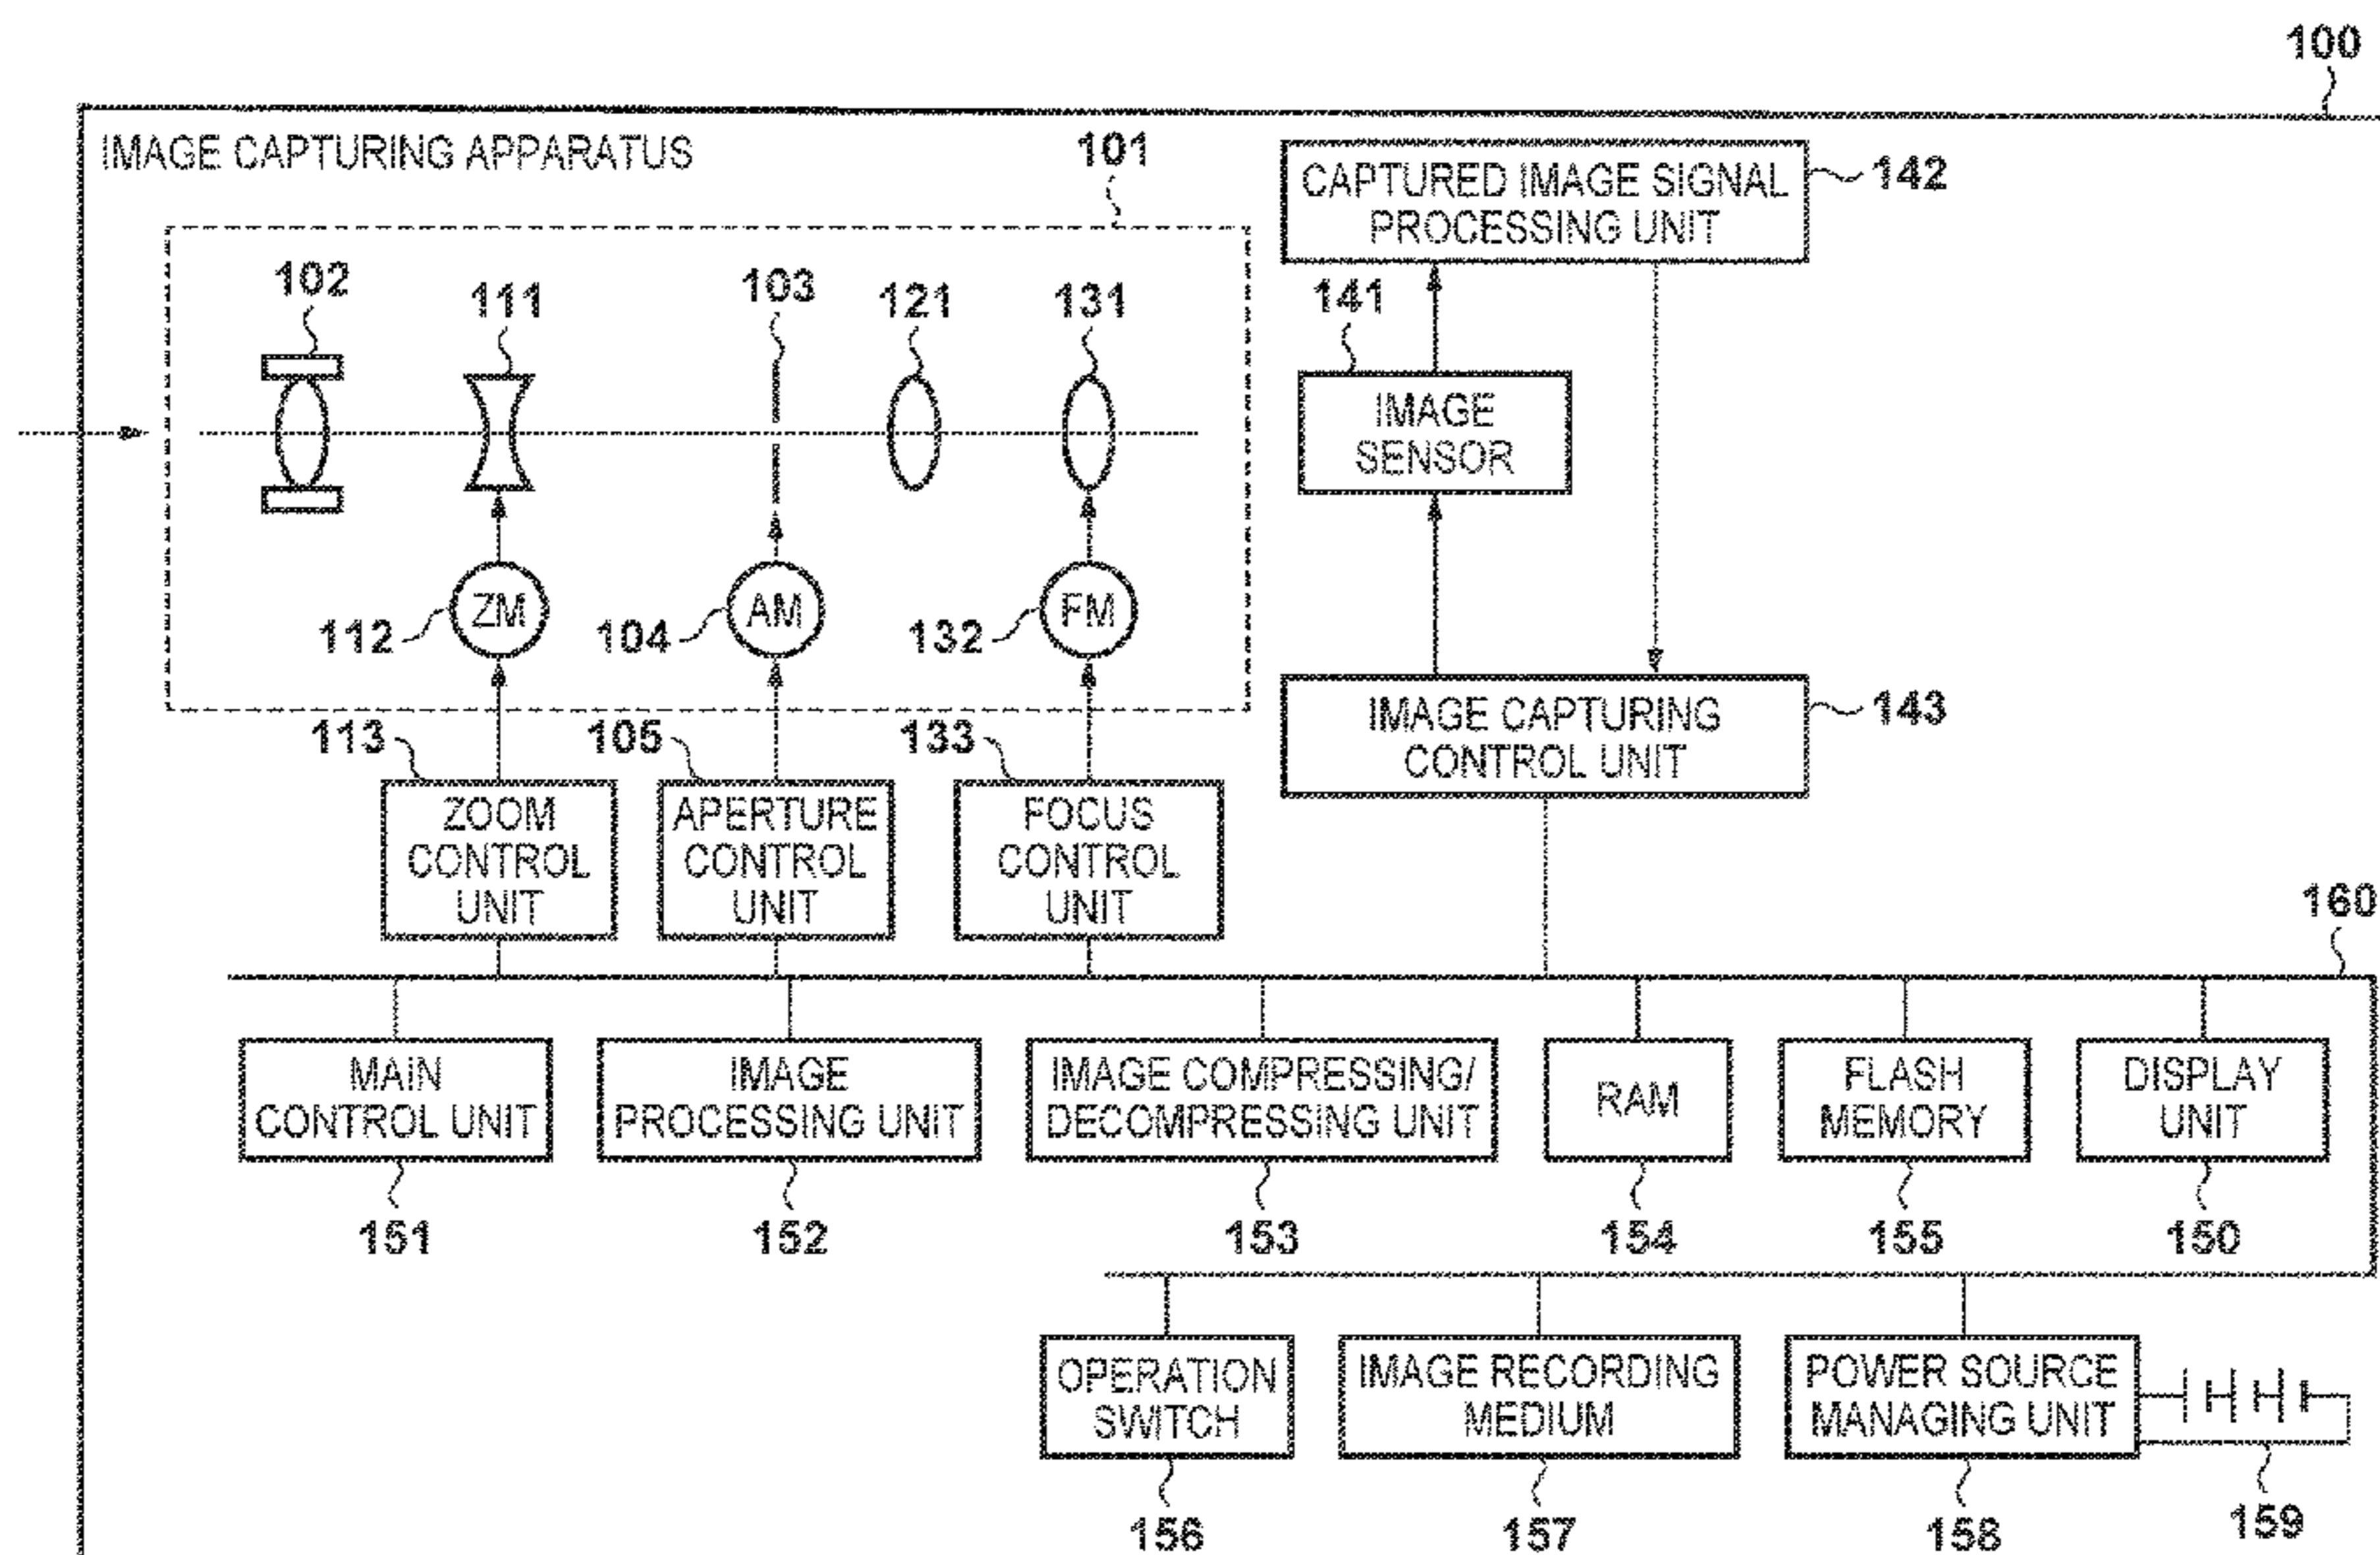 100
IMAGE CAPTURING APPARATUS
101
CAPTURED IMAGE SIGNAL
PROCESSING UNIT
142
102
111
103
121
131
141
IMAGE
SENSOR
ZM
AM
FM
112
104
132
IMAGE CAPTURING
CONTROL UNIT
143
113
105
133
ZOOM
CONTROL
UNIT
APERTURE
CONTROL
UNIT
FOCUS
CONTROL
UNIT
160
MAIN
CONTROL UNIT
IMAGE
PROCESSING UNIT
IMAGE COMPRESSING/
DECOMPRESSING UNIT
RAM
FLASH
MEMORY
DISPLAY
UNIT
151
152
153
154
155
150
OPERATION
SWITCH
IMAGE RECORDING
MEDIUM
POWER SOURCE
MANAGING UNIT
156
157
158
159